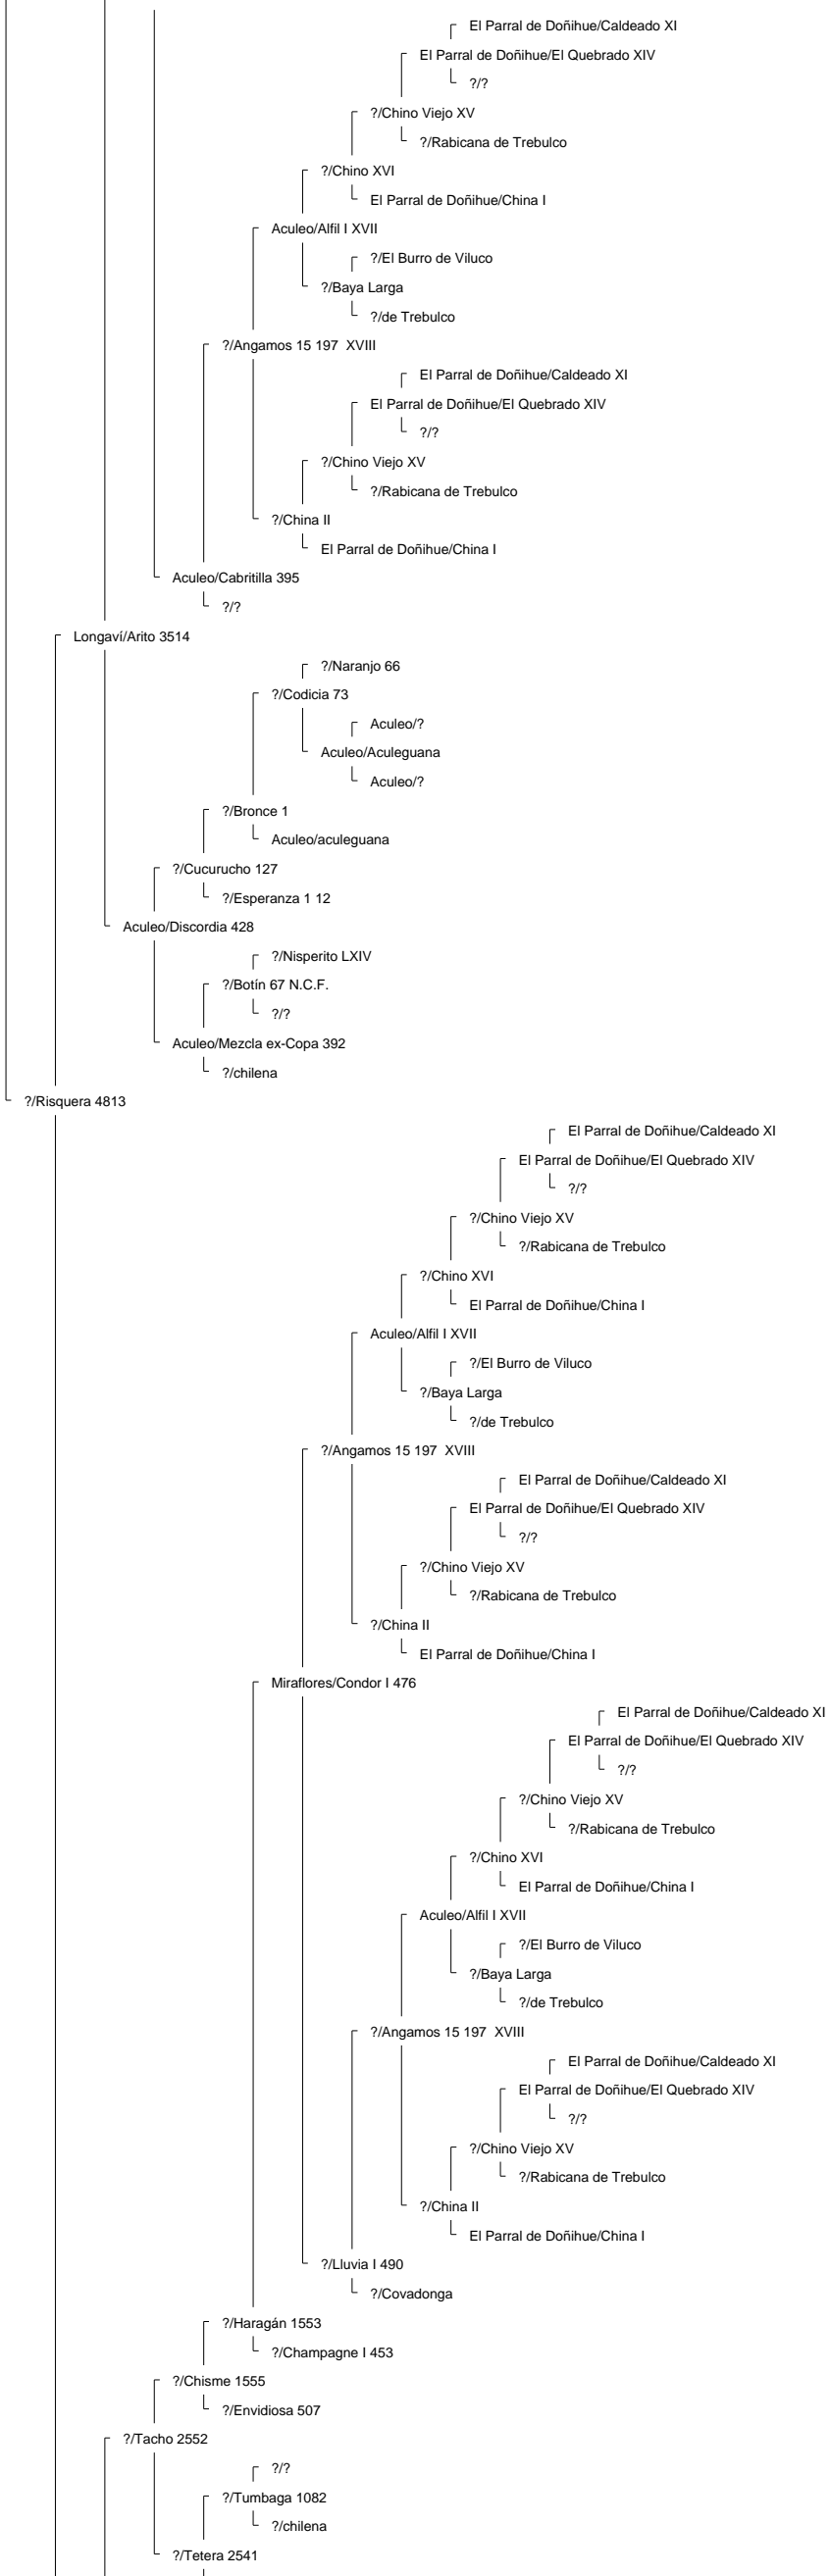 El Parral de Doñihue/Caldeado XI
El Parral de Doñihue/El Quebrado XIV
?/?
?/Chino Viejo XV
?/Rabicana de Trebulco
?/Chino XVI
El Parral de Doñihue/China I
Aculeo/Alfil I XVII
?/El Burro de Viluco
?/Baya Larga
?/de Trebulco
?/Angamos 15 197 XVIII
El Parral de Doñihue/Caldeado XI
El Parral de Doñihue/El Quebrado XIV
?/?
?/Chino Viejo XV
?/Rabicana de Trebulco
?/China II
El Parral de Doñihue/China I
Aculeo/Cabritilla 395
?/?
Longaví/Arito 3514
?/Naranjo 66
?/Codicia 73
Aculeo/?
Aculeo/Aculeguana
Aculeo/?
?/Bronce 1
Aculeo/aculeguana
?/Cucurucho 127
?/Esperanza 1 12
Aculeo/Discordia 428
?/Nisperito LXIV
?/Botín 67 N.C.F.
?/?
Aculeo/Mezcla ex-Copa 392
?/chilena
?/Risquera 4813
El Parral de Doñihue/Caldeado XI
El Parral de Doñihue/El Quebrado XIV
?/?
?/Chino Viejo XV
?/Rabicana de Trebulco
?/Chino XVI
El Parral de Doñihue/China I
Aculeo/Alfil I XVII
?/El Burro de Viluco
?/Baya Larga
?/de Trebulco
?/Angamos 15 197 XVIII
El Parral de Doñihue/Caldeado XI
El Parral de Doñihue/El Quebrado XIV
?/?
?/Chino Viejo XV
?/Rabicana de Trebulco
?/China II
El Parral de Doñihue/China I
Miraflores/Condor I 476
El Parral de Doñihue/Caldeado XI
El Parral de Doñihue/El Quebrado XIV
?/?
?/Chino Viejo XV
?/Rabicana de Trebulco
?/Chino XVI
El Parral de Doñihue/China I
Aculeo/Alfil I XVII
?/El Burro de Viluco
?/Baya Larga
?/de Trebulco
?/Angamos 15 197 XVIII
El Parral de Doñihue/Caldeado XI
El Parral de Doñihue/El Quebrado XIV
?/?
?/Chino Viejo XV
?/Rabicana de Trebulco
?/China II
El Parral de Doñihue/China I
?/Lluvia I 490
?/Covadonga
?/Haragán 1553
?/Champagne I 453
?/Chisme 1555
?/Envidiosa 507
?/Tacho 2552
?/?
?/Tumbaga 1082
?/chilena
?/Tetera 2541